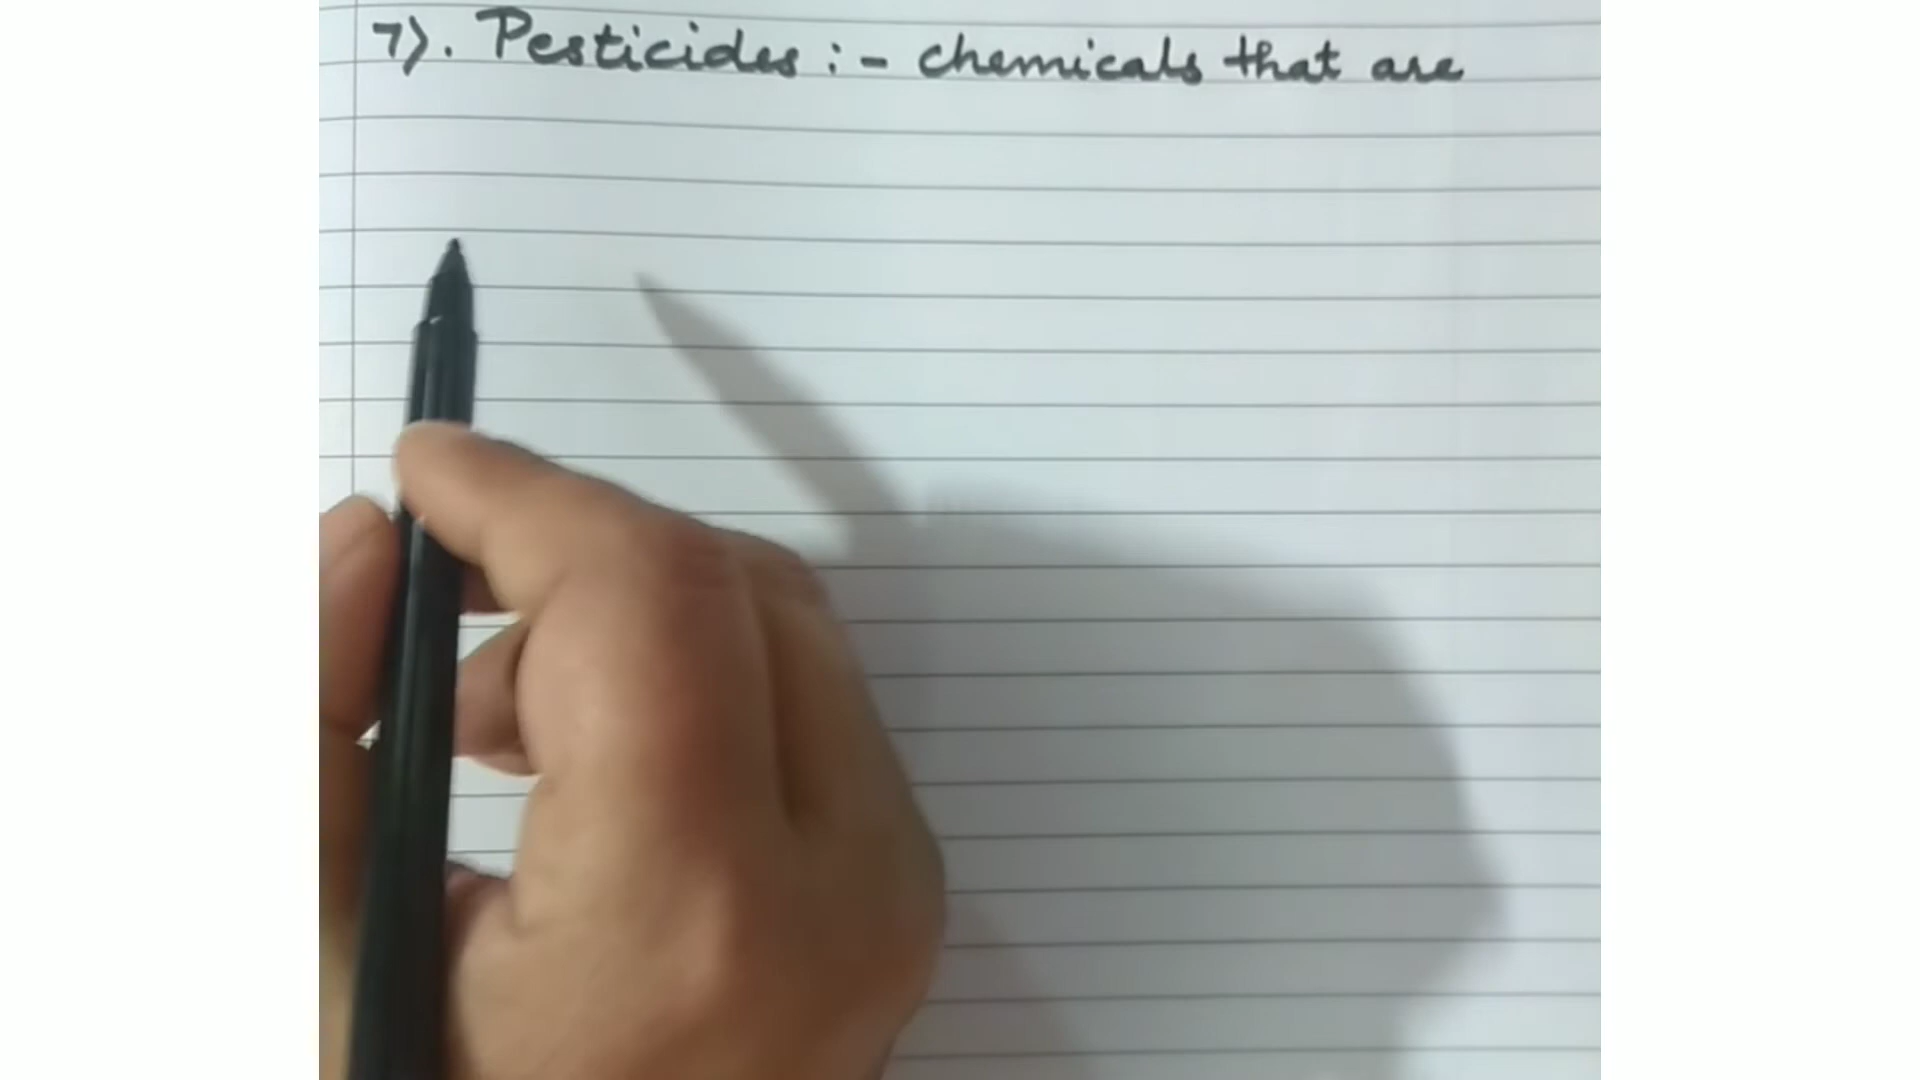 7). Pesticides :- chemicals that are